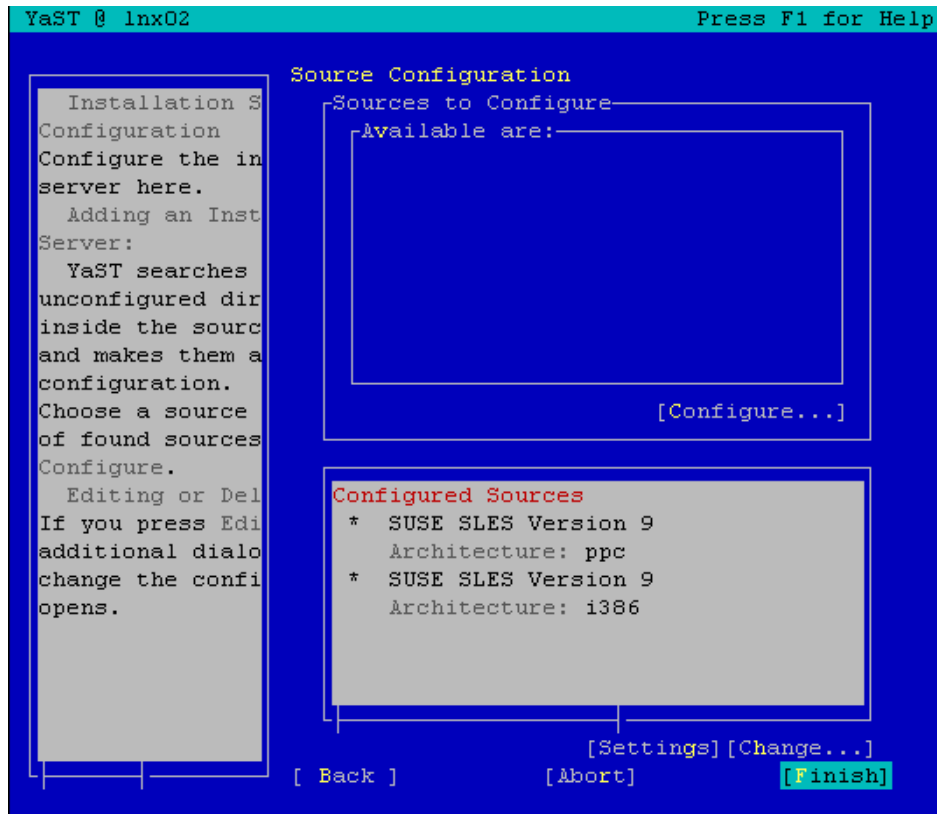 YaST @ lnx02 Press F1 for Help
Source Configuration
Installation S
Configuration
Configure the in
server here.
Adding an Inst
Server:
YaST searches
unconfigured dir
inside the sourc
and makes them a
configuration.
Choose a source
of found sources
Configure.
Editing or Del
If you press Edi
additional dialo
change the confi
opens.
Sources to Configure
Available are:
[Configure...]
Configured Sources
* SUSE SLES Version 9
Architecture: ppc
* SUSE SLES Version 9
Architecture: i386
[Settings][Change...]
[ Back ] [Abort] [Finish]